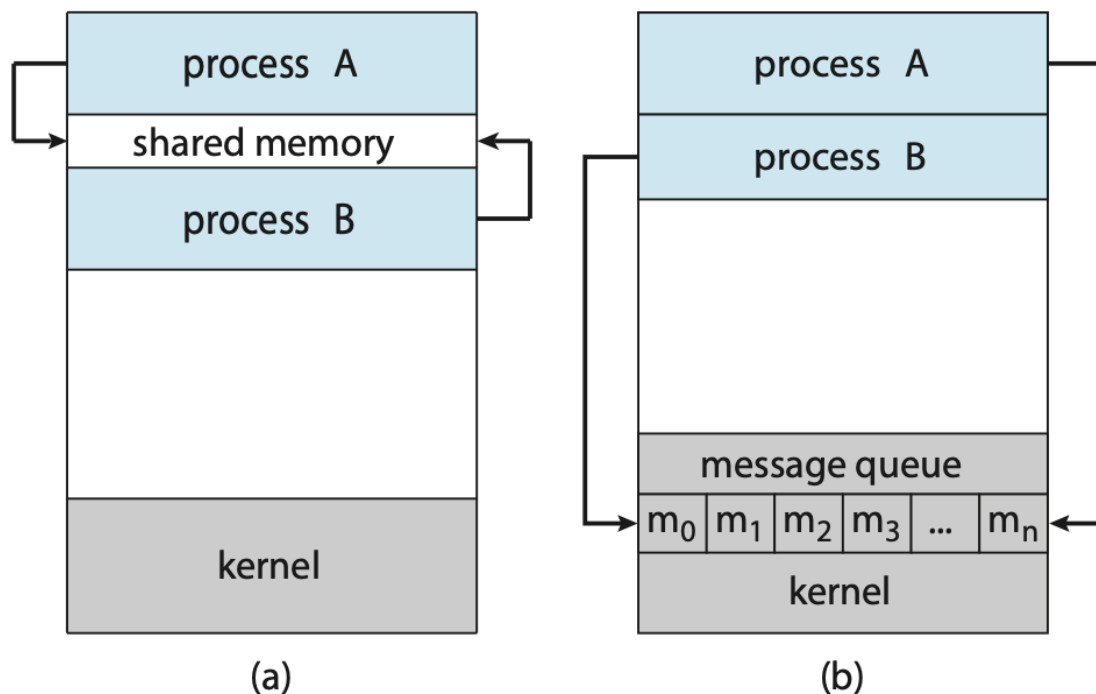 process A
shared memory
process B
kernel
(a)
process A
process B
message queue
m₀ m₁ m₂ m₃ ... mₙ
kernel
(b)